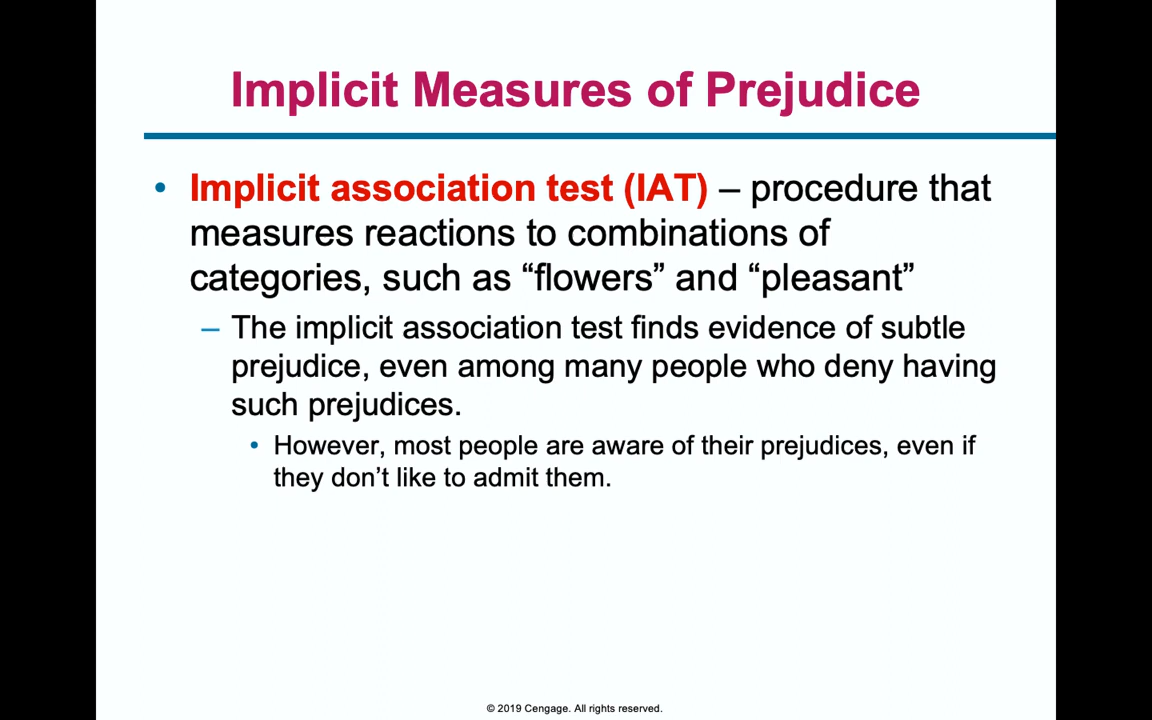 Implicit Measures of Prejudice
• Implicit association test (IAT) – procedure that
measures reactions to combinations of
categories, such as “flowers” and “pleasant”
– The implicit association test finds evidence of subtle
prejudice, even among many people who deny having
such prejudices.
• However, most people are aware of their prejudices, even if
they don’t like to admit them.
© 2019 Cengage. All rights reserved.